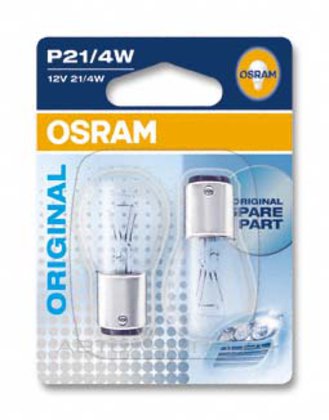 P21/4W
12V 21/4W
OSRAM
OSRAM
ORIGINAL
ORIGINAL
SPARE
PART